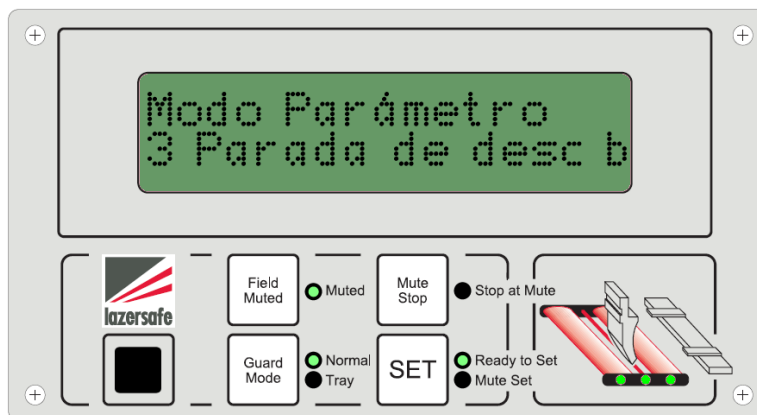 Modo Parámetro
3 Parada de desc b
lazersafe
Field
Muted
Muted
Mute
Stop
Stop at Mute
Guard
Mode
Normal
Tray
SET
Ready to Set
Mute Set